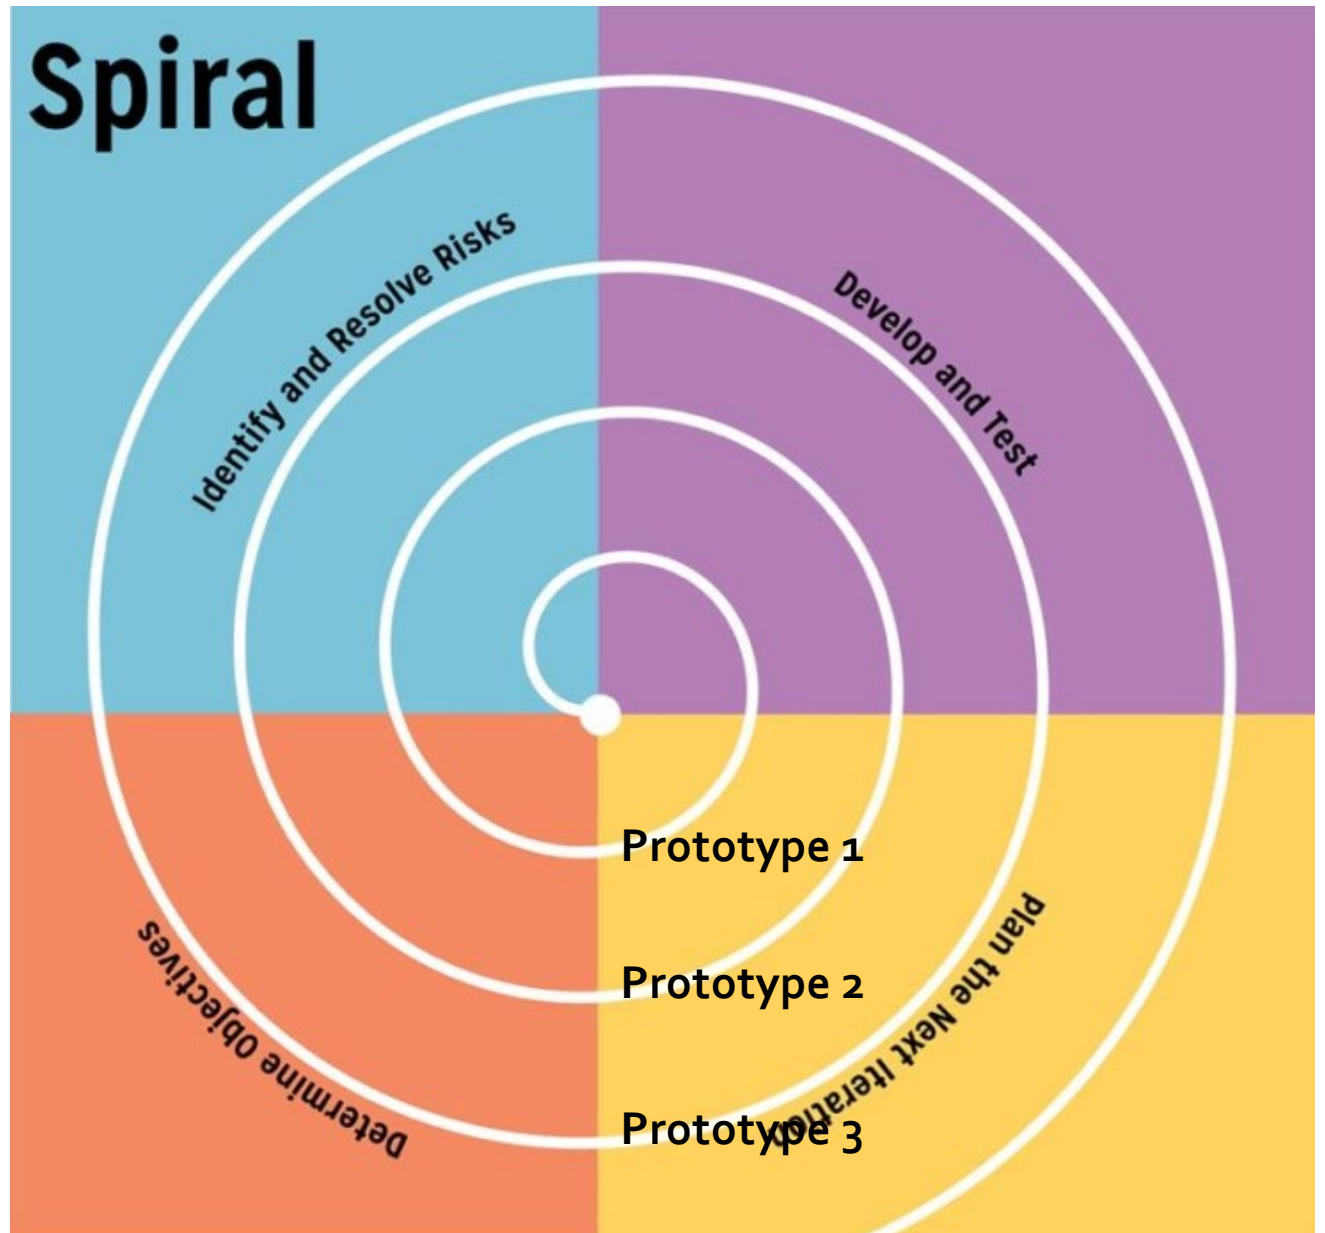 Spiral
Identify and Resolve Risks
Develop and Test
Prototype 1
Plan the Next Iteration
Prototype 2
Determine Objectives
Prototype 3